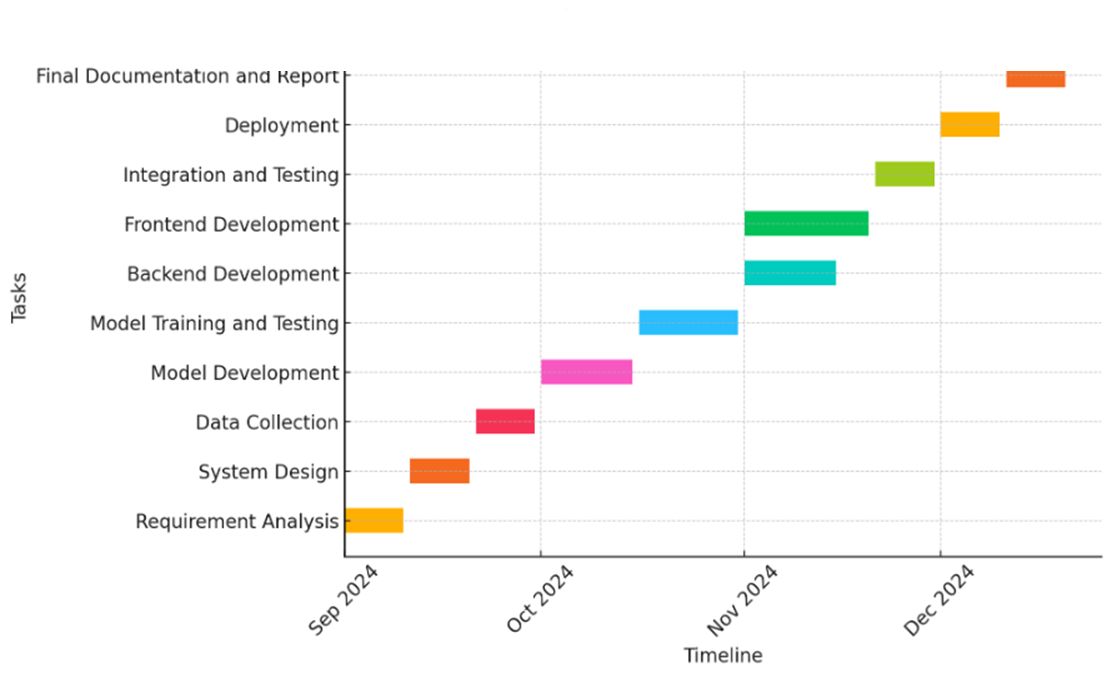 Final Documentation and Report
Deployment
Integration and Testing
Frontend Development
Backend Development
Tasks
Model Training and Testing
Model Development
Data Collection
System Design
Requirement Analysis
Sep 2024
Oct 2024
Nov 2024
Dec 2024
Timeline